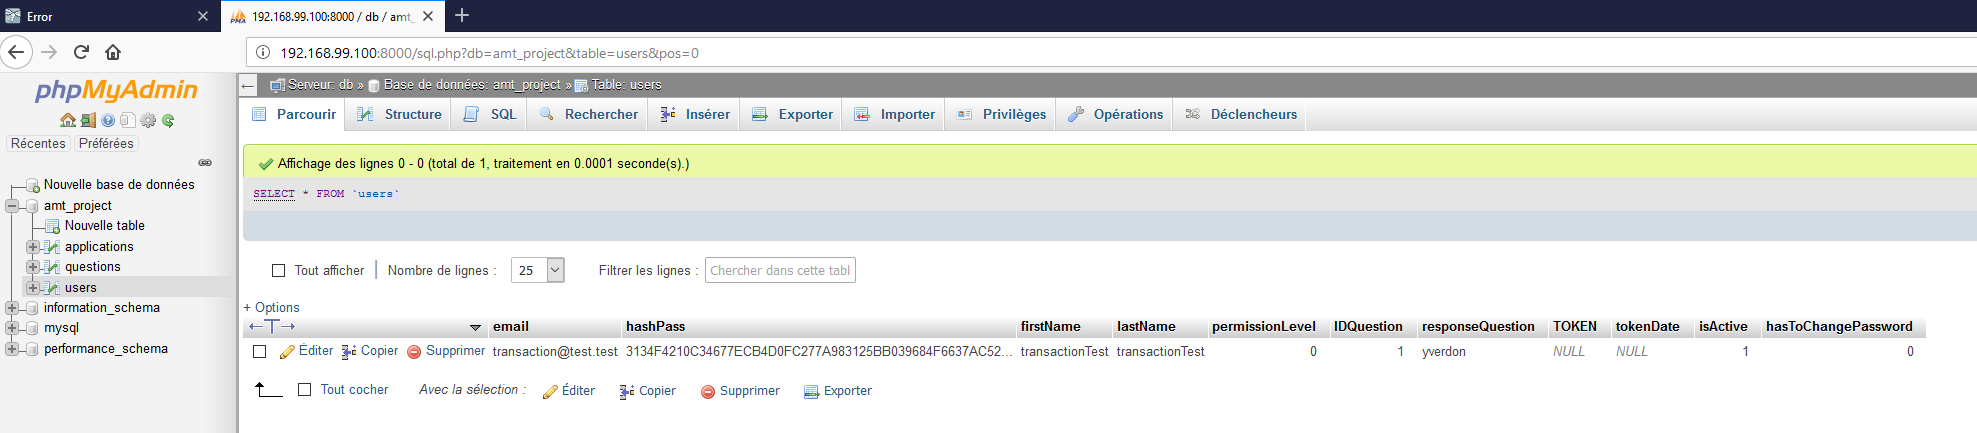 Error
192.168.99.100:8000 / db / amt_
192.168.99.100:8000/sql.php?db=amt_project&table=users&pos=0
phpMyAdmin
Récentes Préférées
Nouvelle base de données
amt_project
Nouvelle table
applications
questions
users
information_schema
mysql
performance_schema
Serveur: db » Base de données: amt_project » Table: users
Parcourir Structure SQL Rechercher Insérer Exporter Importer Privilèges Opérations Déclencheurs
Affichage des lignes 0 - 0 (total de 1, traitement en 0.0001 seconde(s).)
SELECT * FROM `users`
Tout afficher Nombre de lignes : 25 Filtrer les lignes : Chercher dans cette tabl
+ Options
←T→ email hashPass firstName lastName permissionLevel IDQuestion responseQuestion TOKEN tokenDate isActive hasToChangePassword
Éditer Copier Supprimer transaction@test.test 3134F4210C34677ECB4D0FC277A983125BB039684F6637AC52... transactionTest transactionTest 0 1 yverdon NULL NULL 1 0
Tout cocher Avec la sélection : Éditer Copier Supprimer Exporter